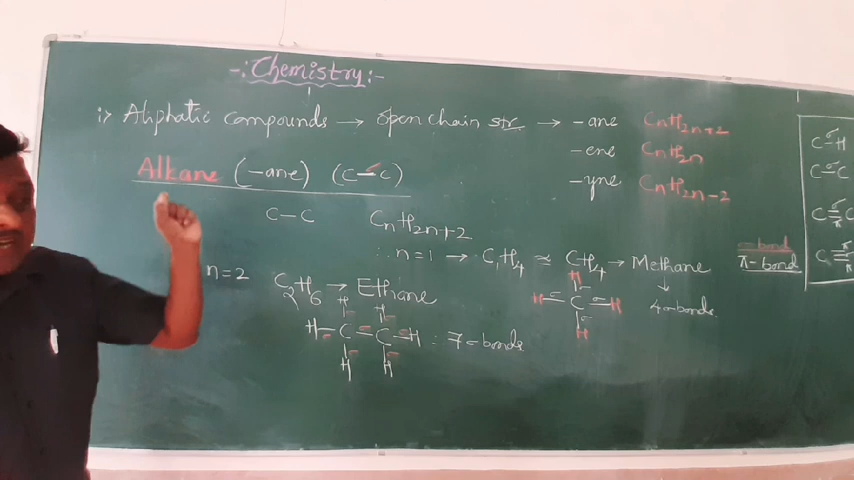 -:Chemistry:-
i> Aliphatic compounds → open chain str → -ane CnH2n+2
-ene CnH2n
-yne CnH2n-2
Alkane (-ane) (C-C)
C-C CnH2n+2
∴ n=1 → C1H4 ≈ CH4 → Methane
n=2 C2H6 → Ethane
4σ-bonds.
: 7σ-bonds
H H
H-C-C-H
H H
H
H-C-H
H
C-H
C-C
C=C
C≡C
σ-bond
π-bond